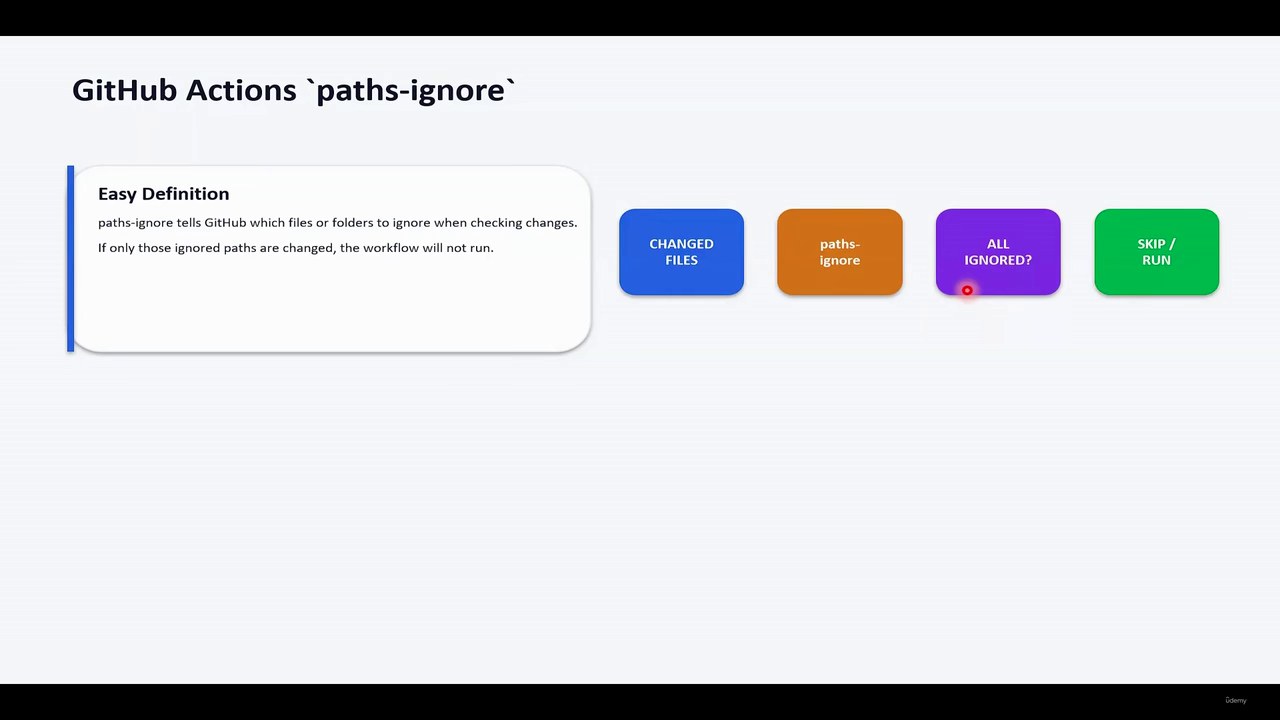 GitHub Actions `paths-ignore`
Easy Definition
paths-ignore tells GitHub which files or folders to ignore when checking changes.
If only those ignored paths are changed, the workflow will not run.
CHANGED
FILES
paths-
ignore
ALL
IGNORED?
SKIP /
RUN
ûdemy